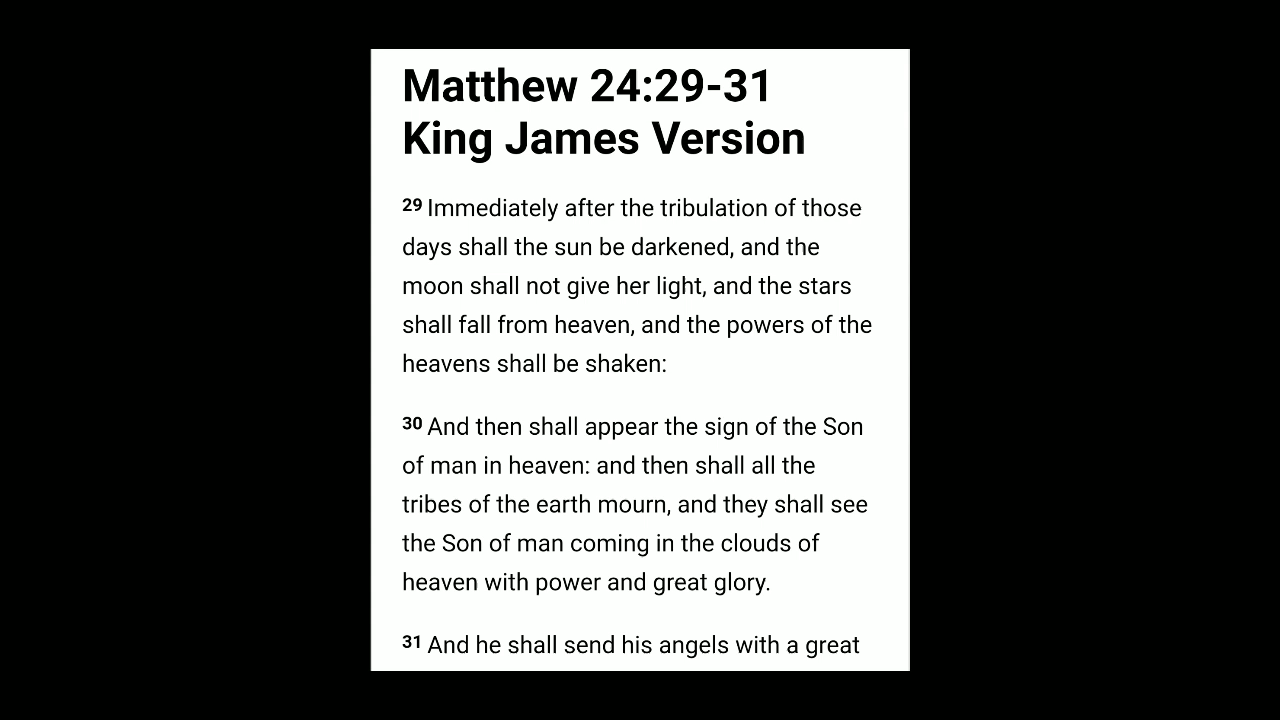 Matthew 24:29-31
King James Version
29 Immediately after the tribulation of those
days shall the sun be darkened, and the
moon shall not give her light, and the stars
shall fall from heaven, and the powers of the
heavens shall be shaken:
30 And then shall appear the sign of the Son
of man in heaven: and then shall all the
tribes of the earth mourn, and they shall see
the Son of man coming in the clouds of
heaven with power and great glory.
31 And he shall send his angels with a great